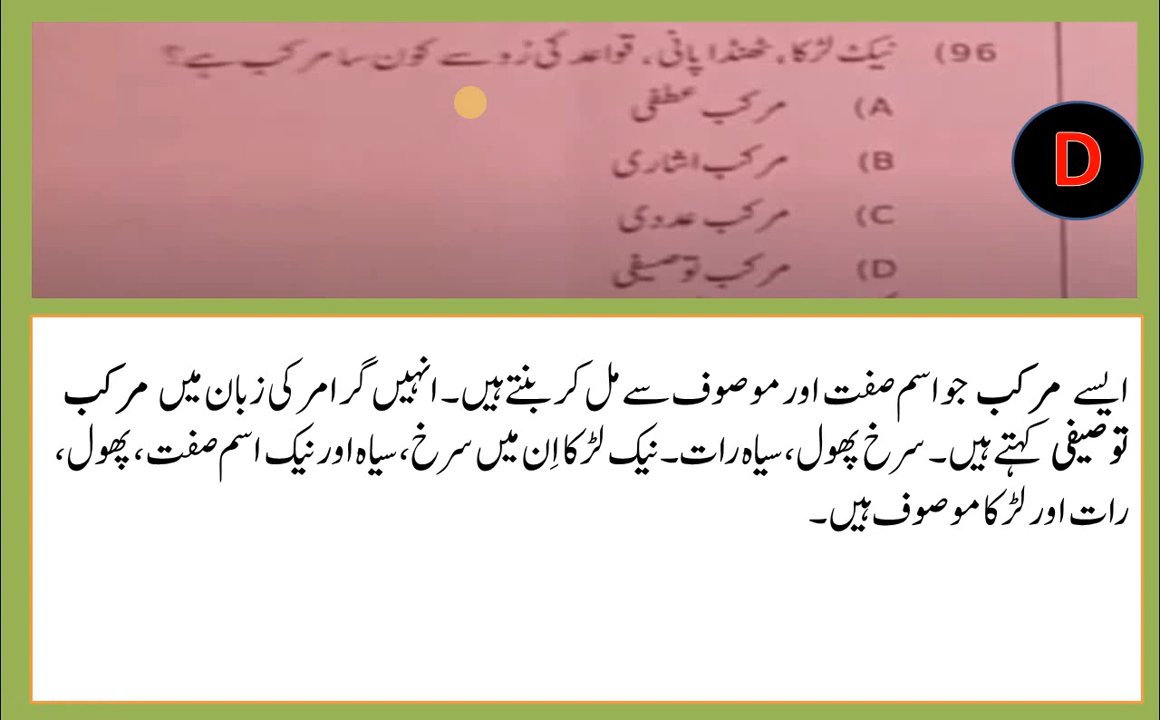 96) نیک لڑکا، ٹھنڈا پانی، قواعد کی رُو سے کون سا مرکب ہے؟
A) مرکب عطفی
B) مرکب اشاری
C) مرکب عددی
D) مرکب توصیفی
D
ایسے مرکب جو اسم صفت اور موصوف سے مل کر بنتے ہیں۔ انہیں گرامر کی زبان میں مرکب
توصیفی کہتے ہیں۔ سرخ پھول، سیاہ رات۔ نیک لڑکا اِن میں سرخ، سیاہ اور نیک اسم صفت، پھول،
رات اور لڑکا موصوف ہیں۔